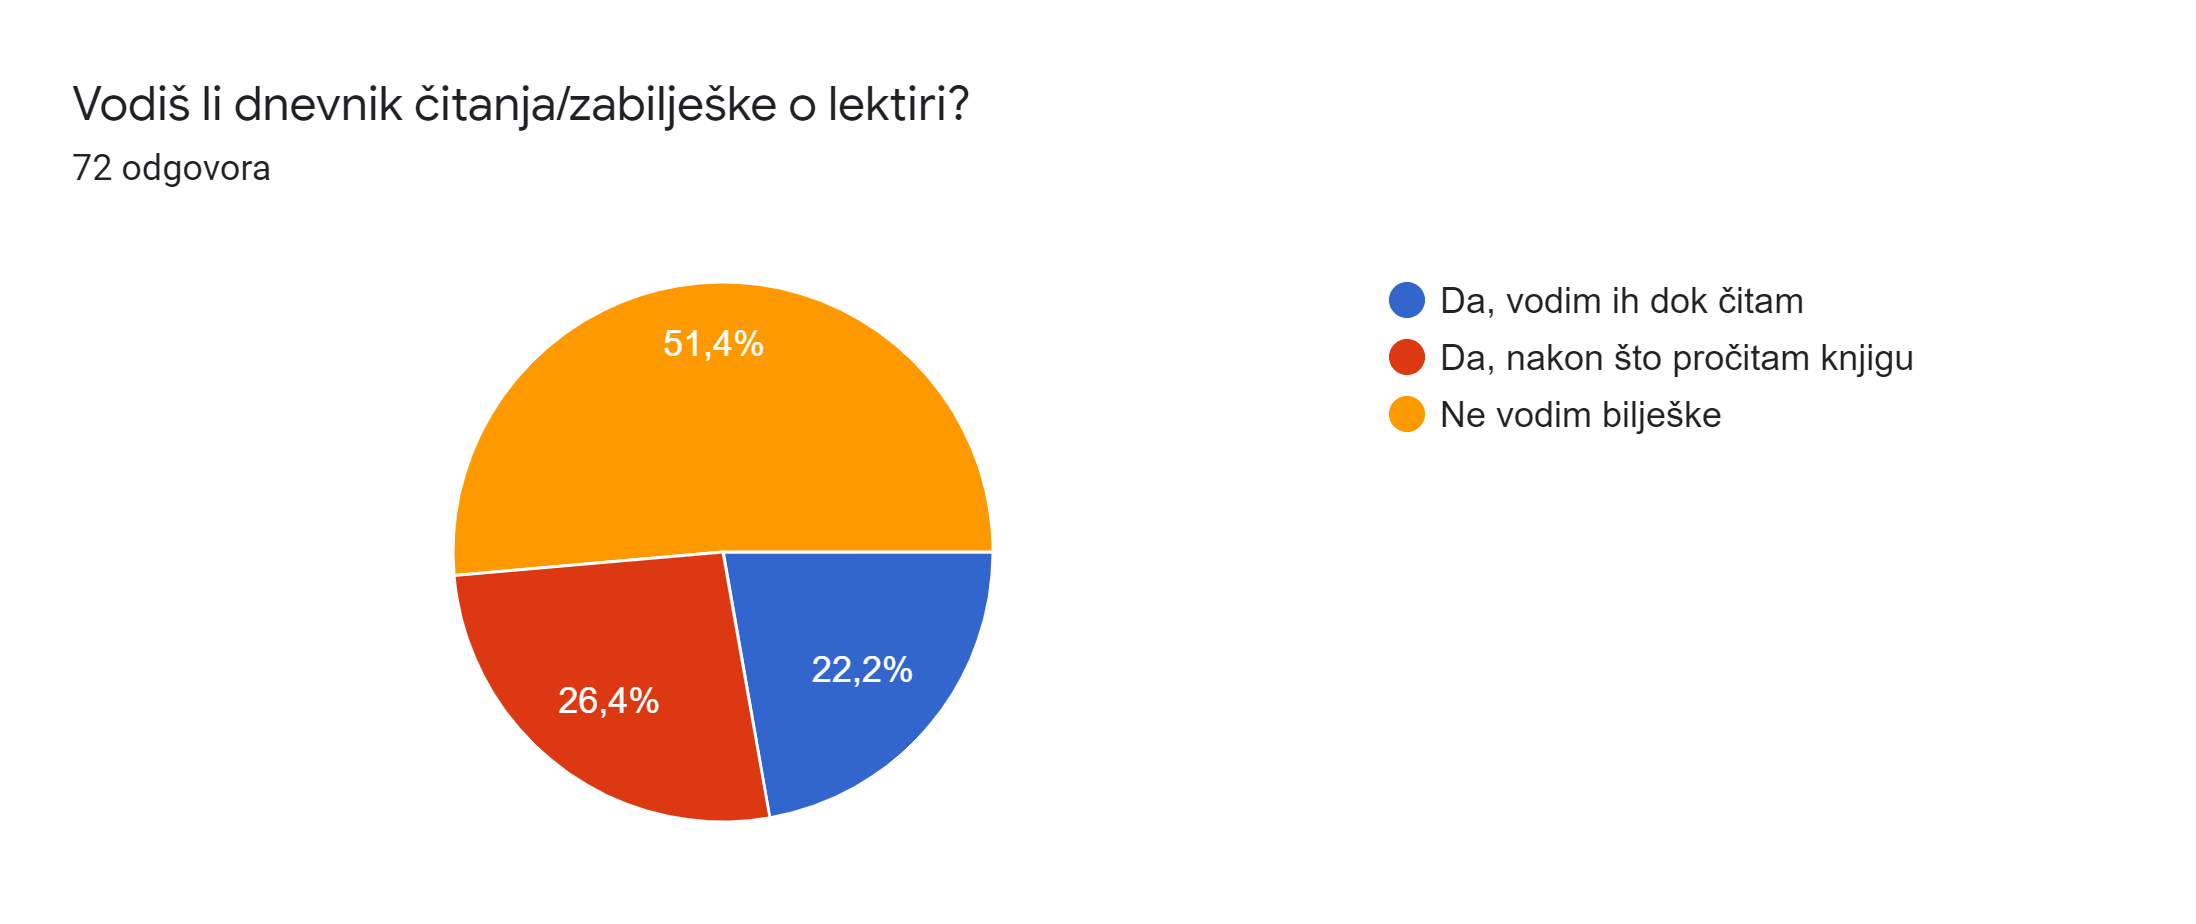 Vodiš li dnevnik čitanja/zabilješke o lektiri?
72 odgovora
51,4%
22,2%
26,4%
Da, vodim ih dok čitam
Da, nakon što pročitam knjigu
Ne vodim bilješke